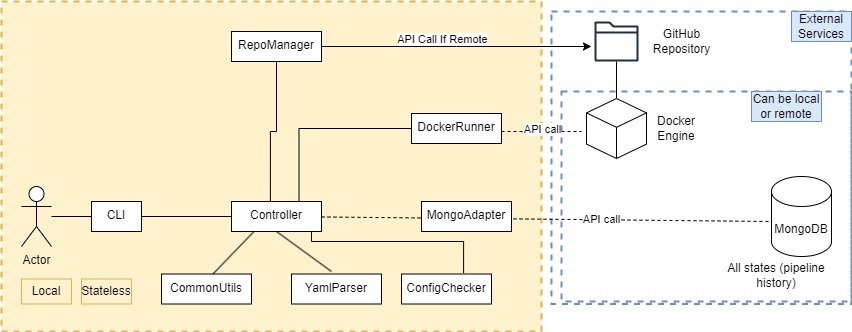 External
Services
RepoManager
API Call If Remote
GitHub
Repository
Can be local
or remote
DockerRunner
API call
Docker
Engine
CLI
Controller
MongoAdapter
API call
MongoDB
Actor
All states (pipeline
history)
Local
Stateless
CommonUtils
YamlParser
ConfigChecker